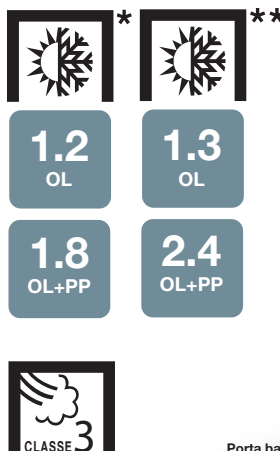 * **
1.2 1.3
OL OL
1.8 2.4
OL+PP OL+PP
CLASSE 3
Porta ba